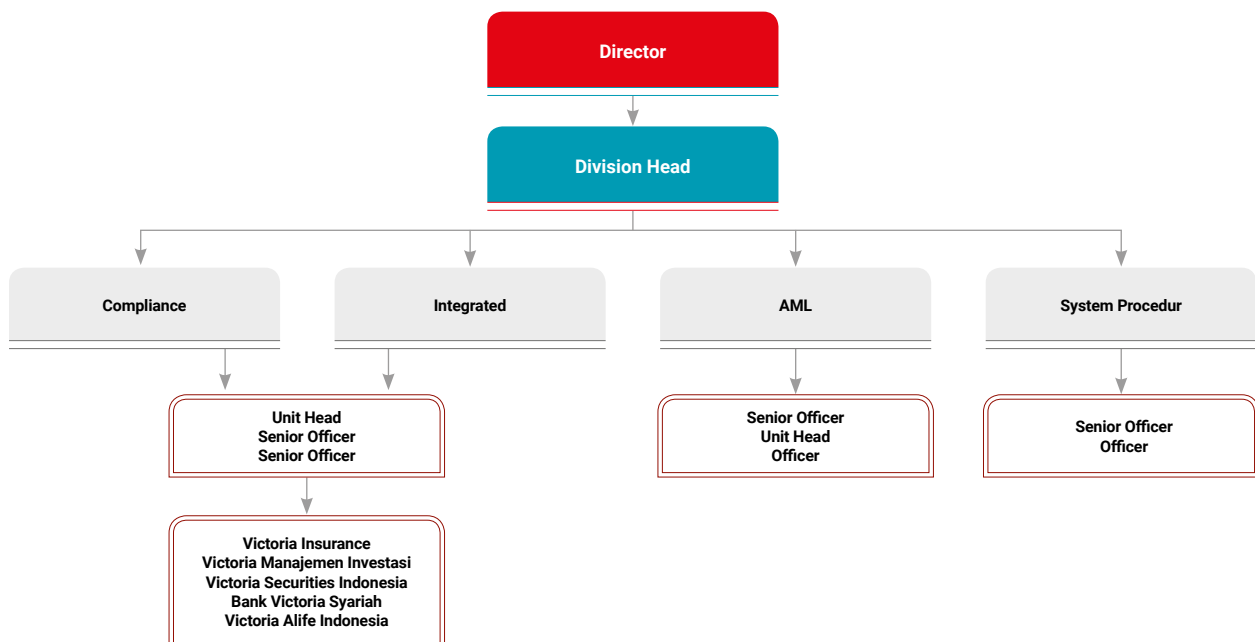 Director
Division Head
Compliance
Integrated
AML
System Procedur
Unit Head
Senior Officer
Senior Officer
Senior Officer
Unit Head
Officer
Senior Officer
Officer
Victoria Insurance
Victoria Manajemen Investasi
Victoria Securities Indonesia
Bank Victoria Syariah
Victoria Alife Indonesia